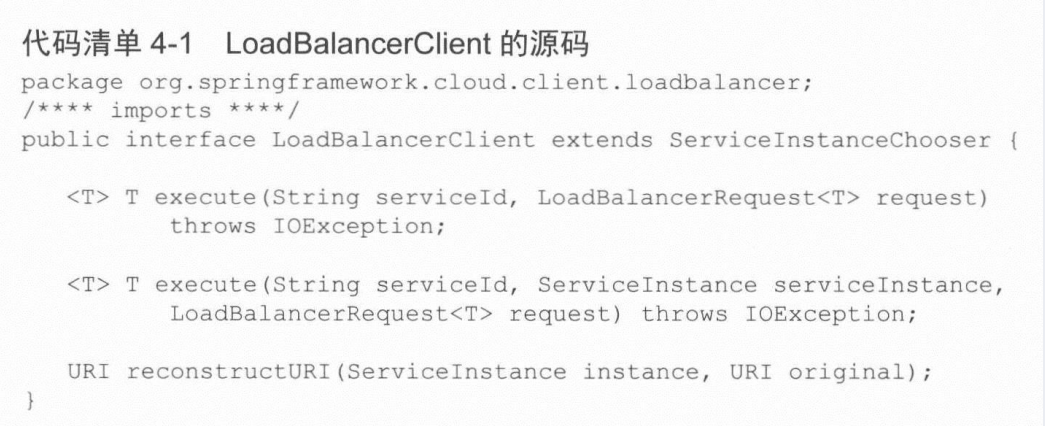 代码清单 4-1 LoadBalancerClient 的源码
package org.springframework.cloud.client.loadbalancer;
/**** imports ****/
public interface LoadBalancerClient extends ServiceInstanceChooser {
<T> T execute(String serviceId, LoadBalancerRequest<T> request)
throws IOException;
<T> T execute(String serviceId, ServiceInstance serviceInstance,
LoadBalancerRequest<T> request) throws IOException;
URI reconstructURI(ServiceInstance instance, URI original);
}